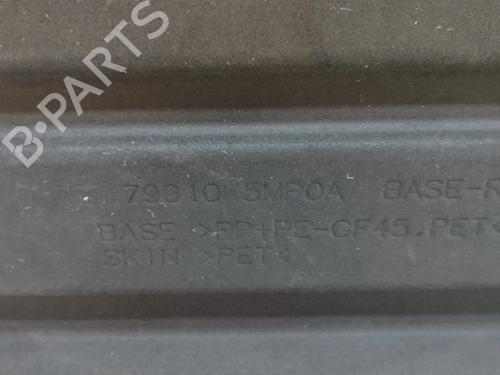 B-PARTS
79910 5MP0A BASE-
BASE >PP+PE-GF45.PET<
SKIN >PET<